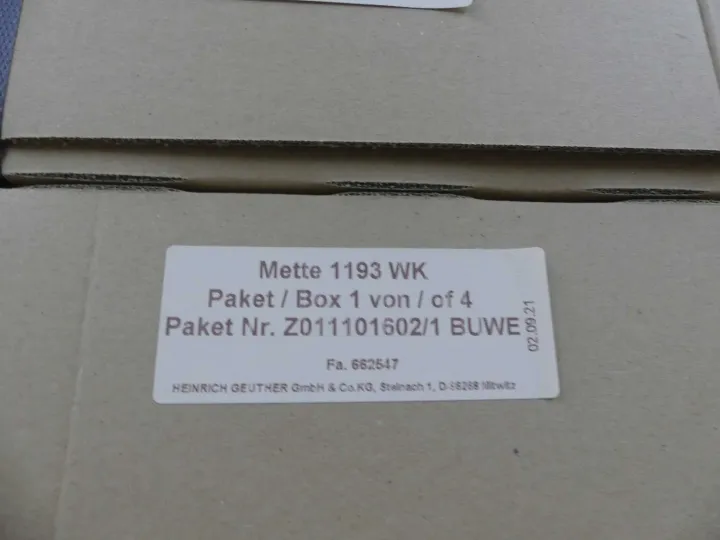 Mette 1193 WK
Paket / Box 1 von / of 4
Paket Nr. Z011101602/1 BUWE
02.09.21
Fa. 662547
HEINRICH GEUTHER GmbH & Co.KG, Steinach 1, D-96268 Mitwitz